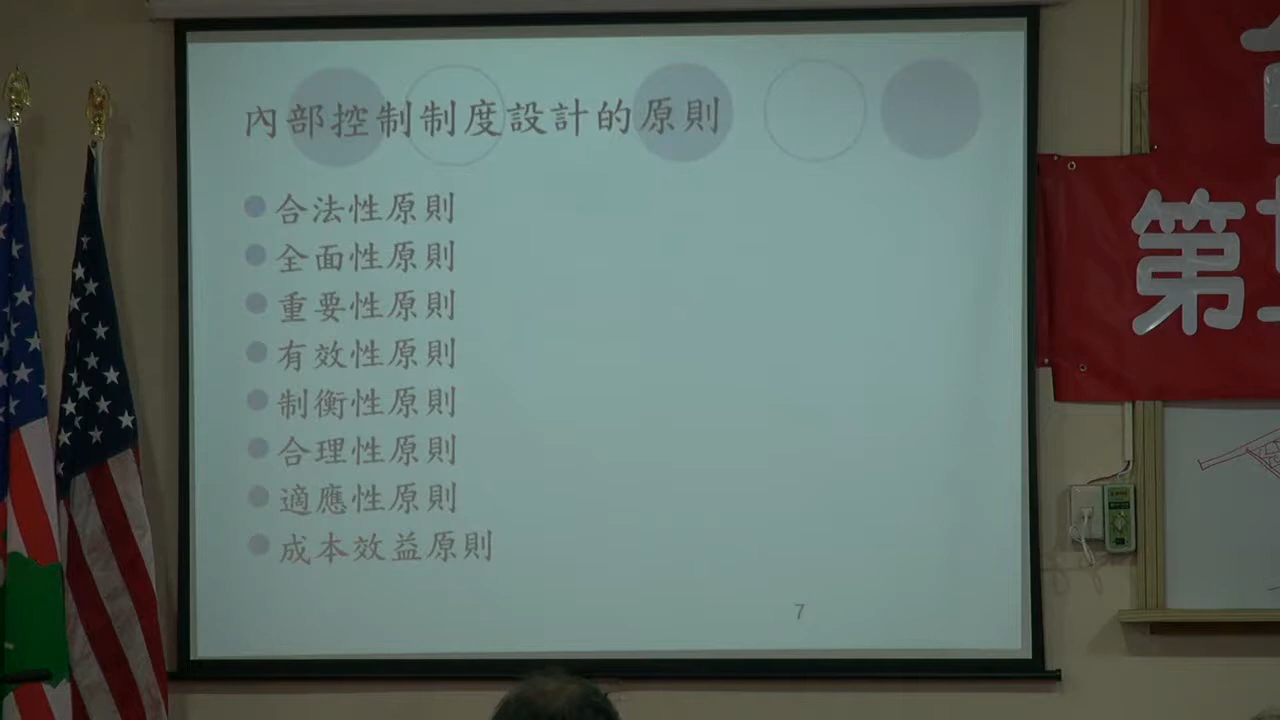 內部控制制度設計的原則
合法性原則
全面性原則
重要性原則
有效性原則
制衡性原則
合理性原則
適應性原則
成本效益原則
7
第